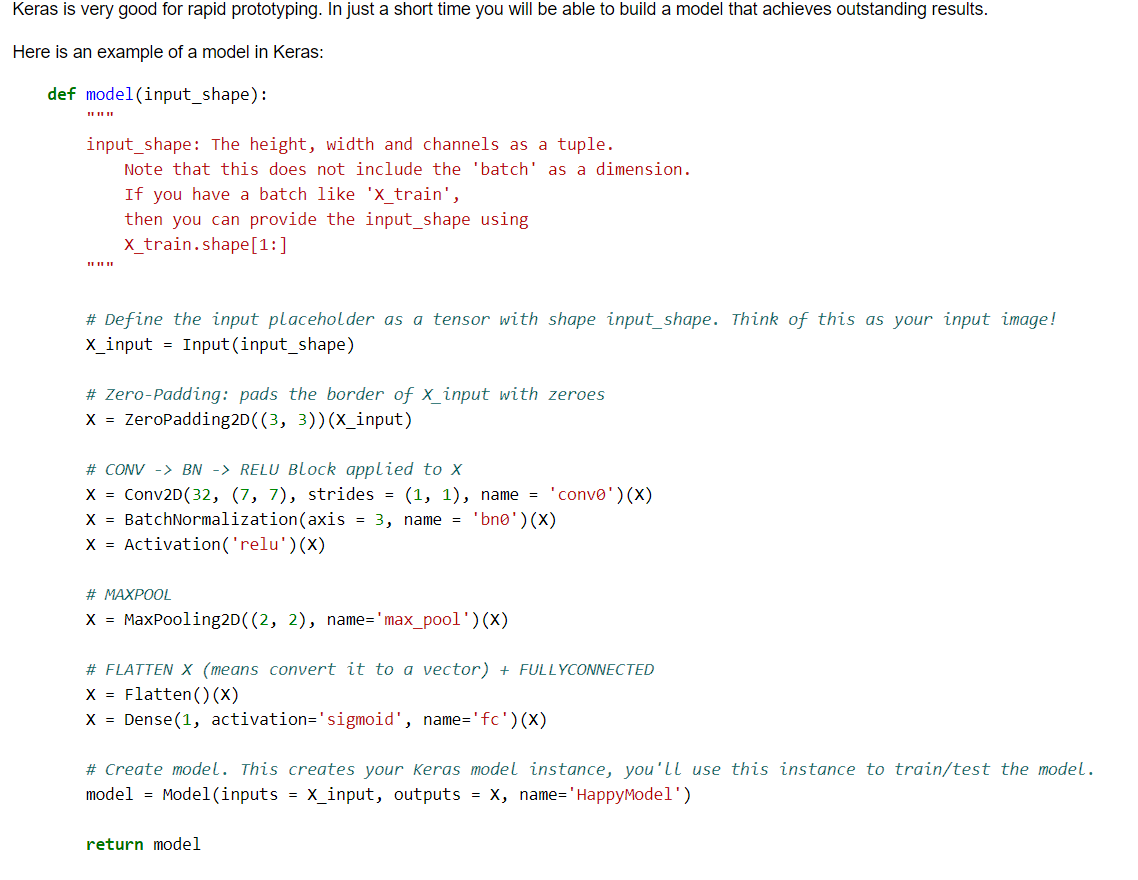 Keras is very good for rapid prototyping. In just a short time you will be able to build a model that achieves outstanding results.
Here is an example of a model in Keras:
def model(input_shape):
    """
    input_shape: The height, width and channels as a tuple.
        Note that this does not include the 'batch' as a dimension.
        If you have a batch like 'X_train',
        then you can provide the input_shape using
        X_train.shape[1:]
    """
    # Define the input placeholder as a tensor with shape input_shape. Think of this as your input image!
    X_input = Input(input_shape)
    # Zero-Padding: pads the border of X_input with zeroes
    X = ZeroPadding2D((3, 3))(X_input)
    # CONV -> BN -> RELU Block applied to X
    X = Conv2D(32, (7, 7), strides = (1, 1), name = 'conv0')(X)
    X = BatchNormalization(axis = 3, name = 'bn0')(X)
    X = Activation('relu')(X)
    # MAXPOOL
    X = MaxPooling2D((2, 2), name='max_pool')(X)
    # FLATTEN X (means convert it to a vector) + FULLYCONNECTED
    X = Flatten()(X)
    X = Dense(1, activation='sigmoid', name='fc')(X)
    # Create model. This creates your Keras model instance, you'll use this instance to train/test the model.
    model = Model(inputs = X_input, outputs = X, name='HappyModel')
    return model